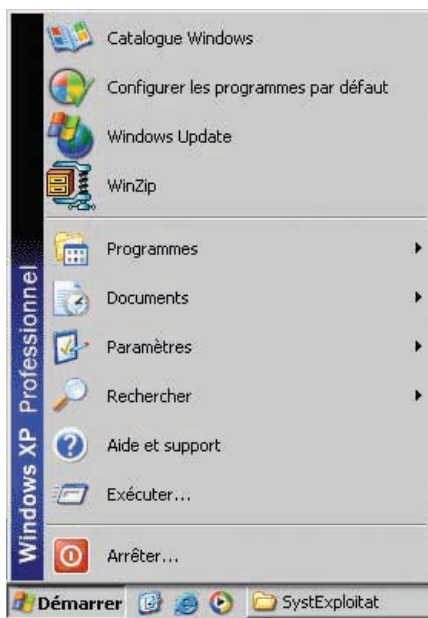 Catalogue Windows
Configurer les programmes par défaut
Windows Update
WinZip
Programmes
Documents
Paramètres
Rechercher
Aide et support
Exécuter...
Arrêter...
Windows XP Professionnel
Démarrer
SystExploitat